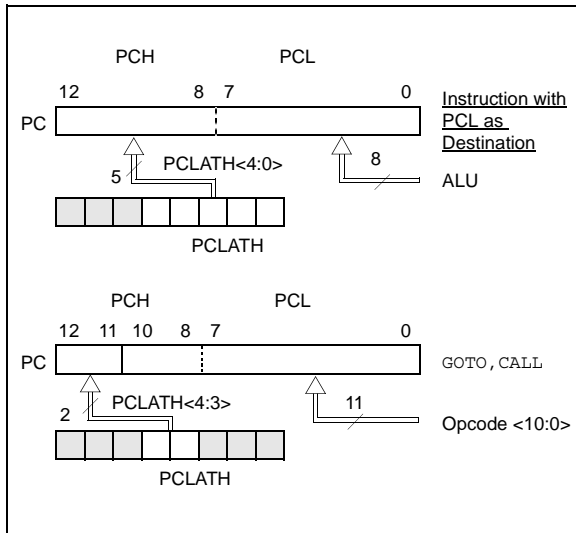 PCH PCL
12 8 7 0
PC
Instruction with
PCL as
Destination
5 PCLATH<4:0> 8
ALU
PCLATH
PCH PCL
12 11 10 8 7 0
PC GOTO,CALL
2 PCLATH<4:3> 11
Opcode <10:0>
PCLATH